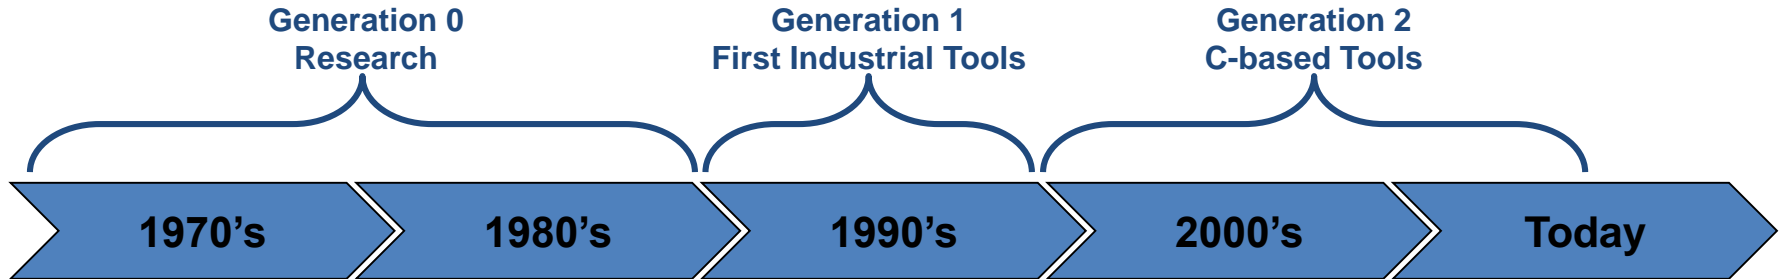 Generation 0
Research
Generation 1
First Industrial Tools
Generation 2
C-based Tools
1970’s
1980’s
1990’s
2000’s
Today